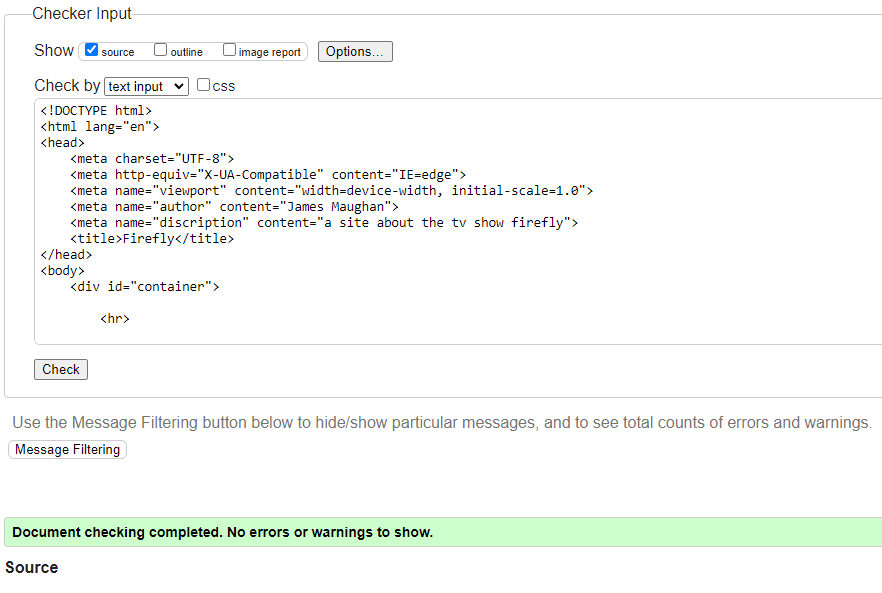 Checker Input
Show source outline image report Options...
Check by text input css
<!DOCTYPE html>
<html lang="en">
<head>
<meta charset="UTF-8">
<meta http-equiv="X-UA-Compatible" content="IE=edge">
<meta name="viewport" content="width=device-width, initial-scale=1.0">
<meta name="author" content="James Maughan">
<meta name="discription" content="a site about the tv show firefly">
<title>Firefly</title>
</head>
<body>
<div id="container">
<hr>
Check
Use the Message Filtering button below to hide/show particular messages, and to see total counts of errors and warnings.
Message Filtering
Document checking completed. No errors or warnings to show.
Source